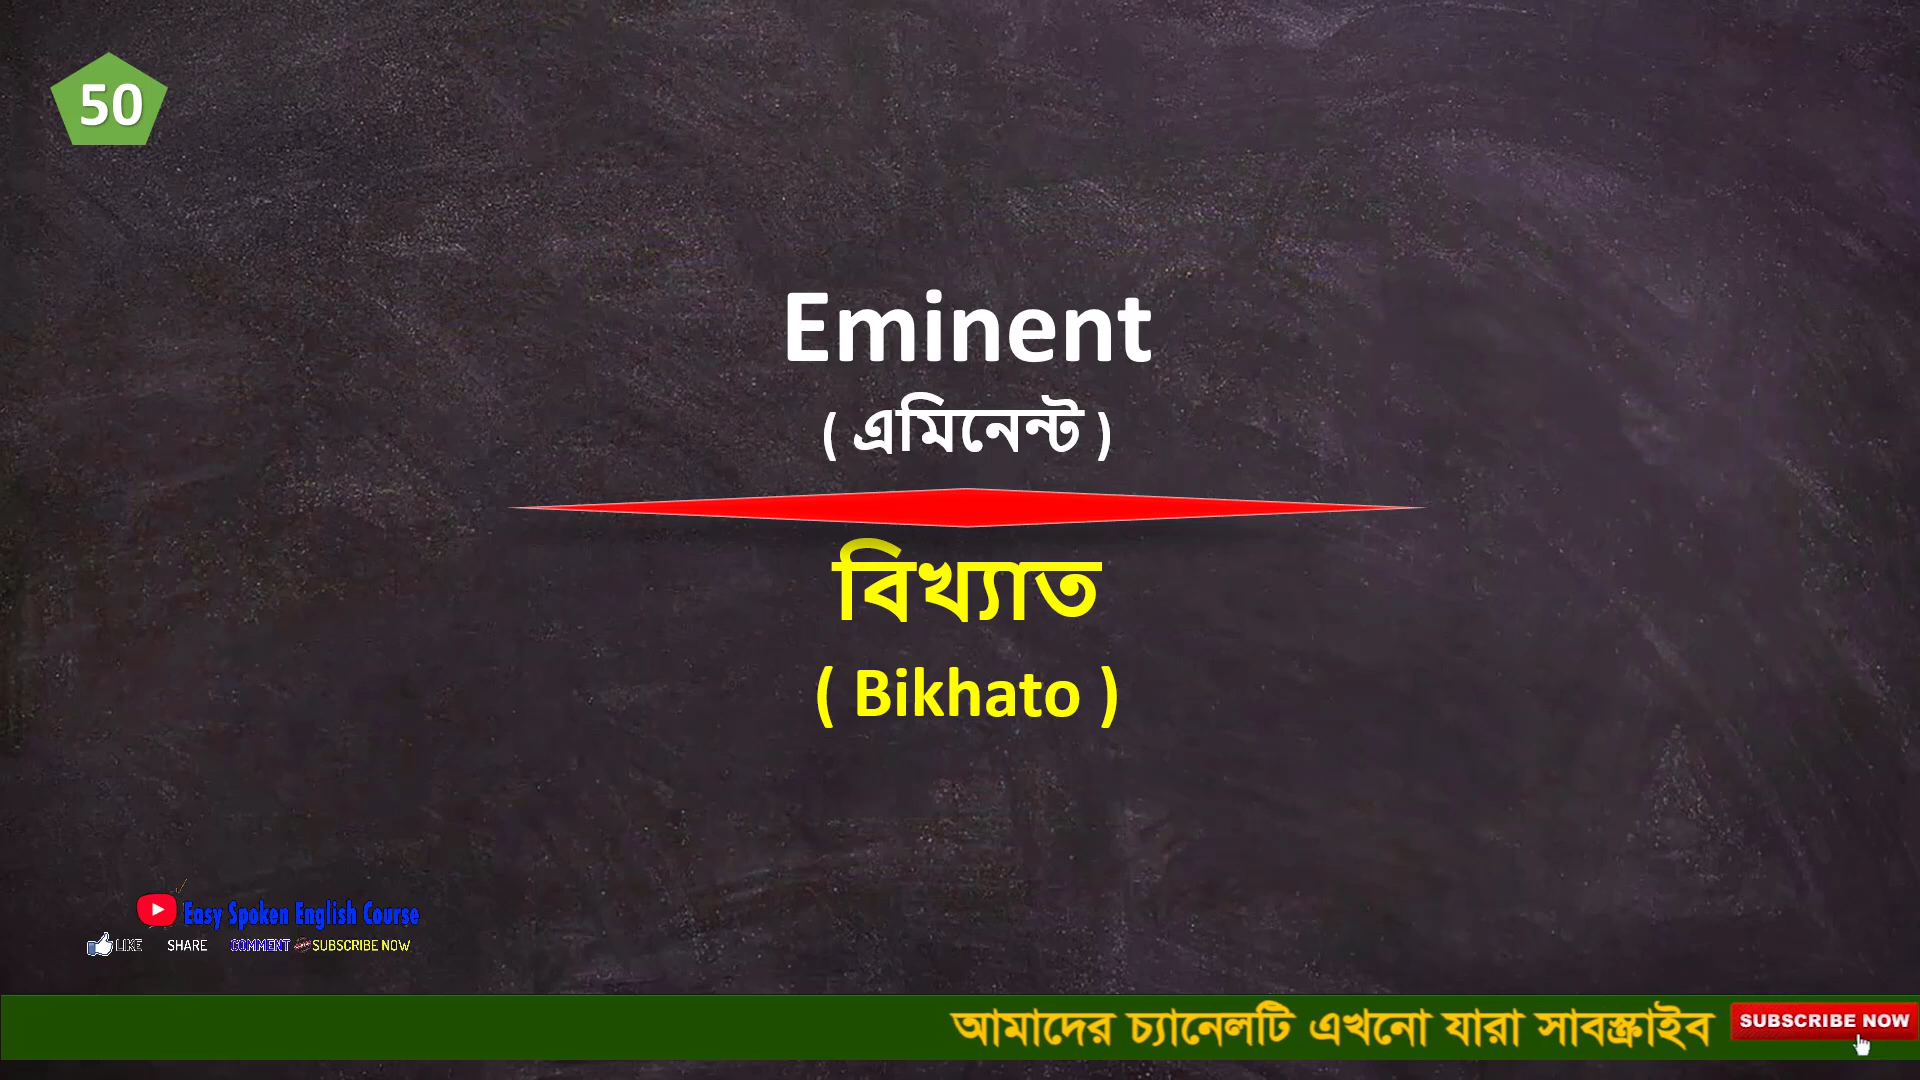 50
Eminent
( এমিনেন্ট )
বিখ্যাত
( Bikhato )
Easy Spoken English Course
LIKE SHARE COMMENT SUBSCRIBE NOW
আমাদের চ্যানেলটি এখনো যারা সাবস্ক্রাইব SUBSCRIBE NOW